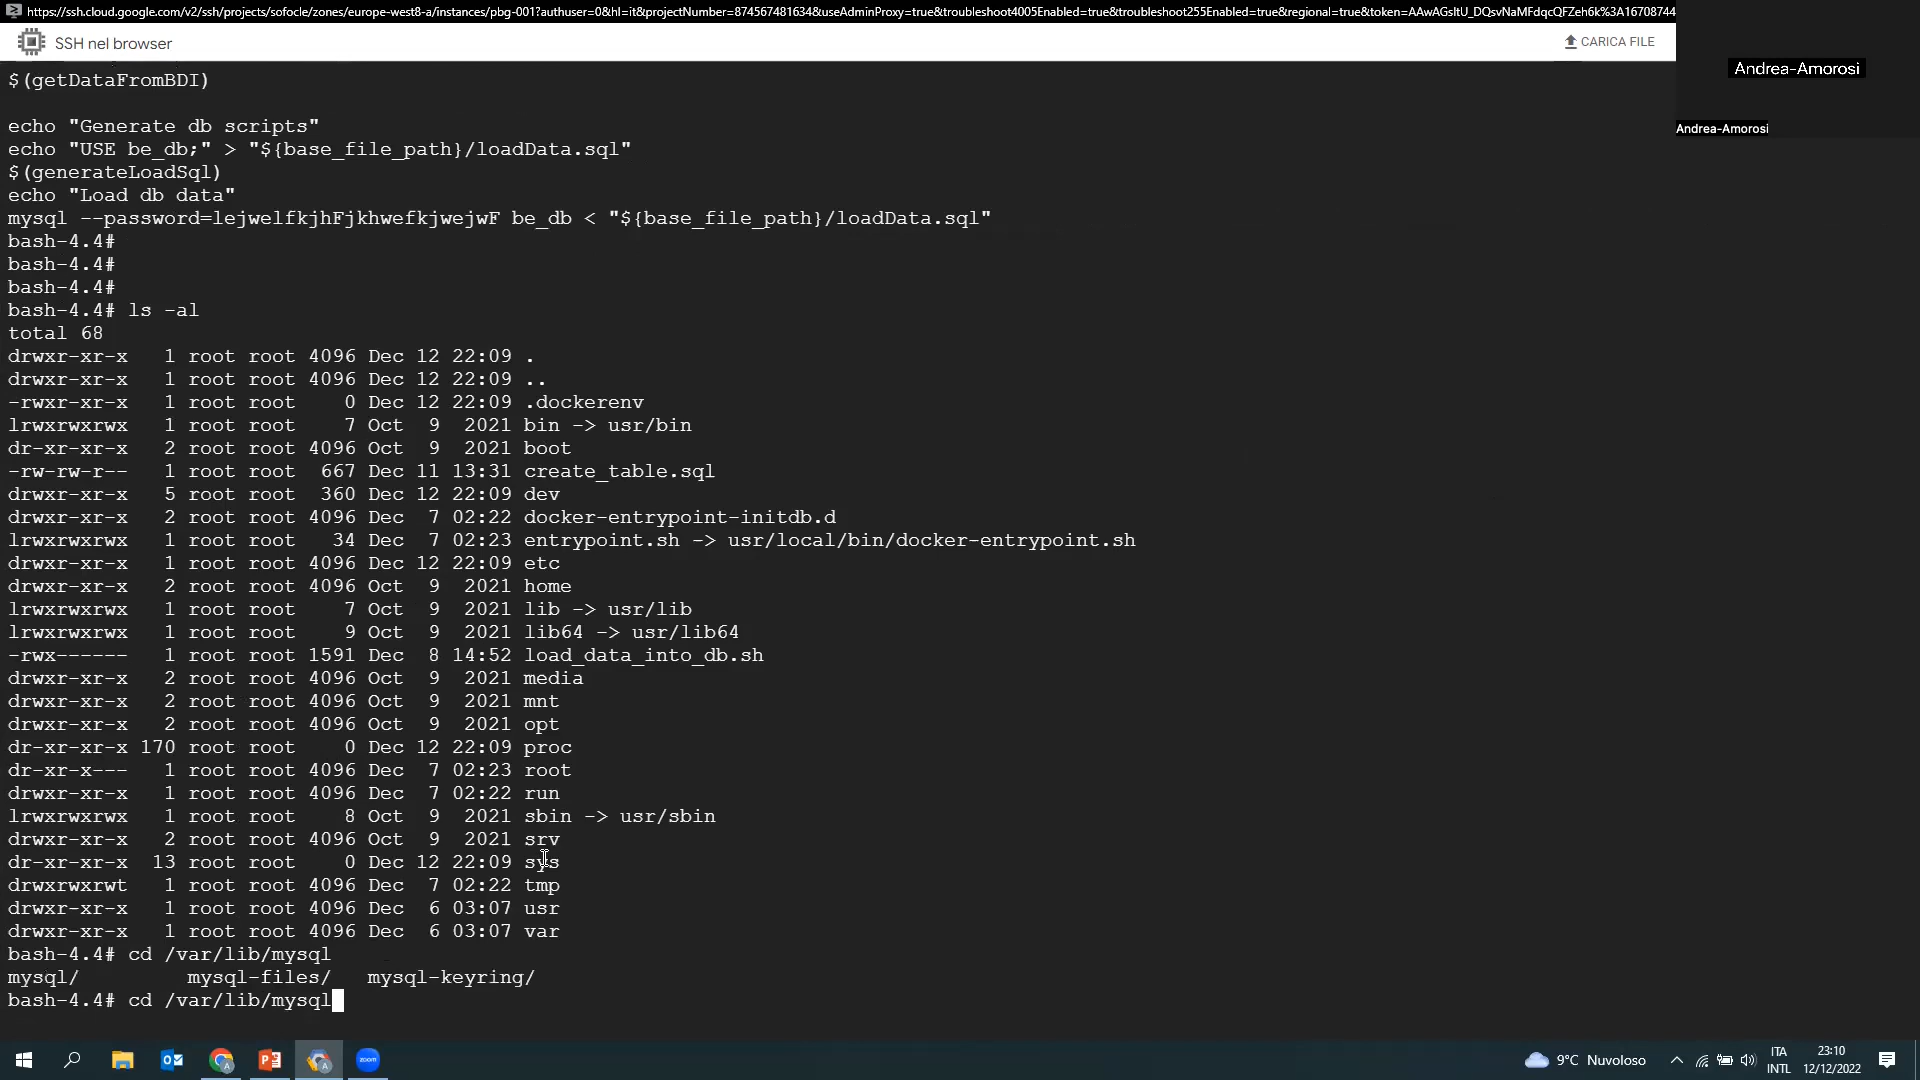 https://ssh.cloud.google.com/v2/ssh/projects/sofocle/zones/europe-west8-a/instances/pbg-001?authuser=0&hl=it&projectNumber=874567481634&useAdminProxy=true&troubleshoot4005Enabled=true&troubleshoot255Enabled=true&regional=true&token=AAwAGsltU_DQsvNaMFdqcQFZeh6k%3A16708744
SSH nel browser
CARICA FILE
Andrea-Amorosi
Andrea-Amorosi
$(getDataFromBDI)
echo "Generate db scripts"
echo "USE be_db;" > "${base_file_path}/loadData.sql"
$(generateLoadSql)
echo "Load db data"
mysql --password=lejwelfkjhFjkhwefkjwejwF be_db < "${base_file_path}/loadData.sql"
bash-4.4#
bash-4.4#
bash-4.4#
bash-4.4# ls -al
total 68
drwxr-xr-x   1 root root 4096 Dec 12 22:09 .
drwxr-xr-x   1 root root 4096 Dec 12 22:09 ..
-rwxr-xr-x   1 root root    0 Dec 12 22:09 .dockerenv
lrwxrwxrwx   1 root root    7 Oct  9  2021 bin -> usr/bin
dr-xr-xr-x   2 root root 4096 Oct  9  2021 boot
-rw-rw-r--   1 root root  667 Dec 11 13:31 create_table.sql
drwxr-xr-x   5 root root  360 Dec 12 22:09 dev
drwxr-xr-x   2 root root 4096 Dec  7 02:22 docker-entrypoint-initdb.d
lrwxrwxrwx   1 root root   34 Dec  7 02:23 entrypoint.sh -> usr/local/bin/docker-entrypoint.sh
drwxr-xr-x   1 root root 4096 Dec 12 22:09 etc
drwxr-xr-x   2 root root 4096 Oct  9  2021 home
lrwxrwxrwx   1 root root    7 Oct  9  2021 lib -> usr/lib
lrwxrwxrwx   1 root root    9 Oct  9  2021 lib64 -> usr/lib64
-rwx------   1 root root 1591 Dec  8 14:52 load_data_into_db.sh
drwxr-xr-x   2 root root 4096 Oct  9  2021 media
drwxr-xr-x   2 root root 4096 Oct  9  2021 mnt
drwxr-xr-x   2 root root 4096 Oct  9  2021 opt
dr-xr-xr-x 170 root root    0 Dec 12 22:09 proc
dr-xr-x---   1 root root 4096 Dec  7 02:23 root
drwxr-xr-x   1 root root 4096 Dec  7 02:22 run
lrwxrwxrwx   1 root root    8 Oct  9  2021 sbin -> usr/sbin
drwxr-xr-x   2 root root 4096 Oct  9  2021 srv
dr-xr-xr-x  13 root root    0 Dec 12 22:09 sys
drwxrwxrwt   1 root root 4096 Dec  7 02:22 tmp
drwxr-xr-x   1 root root 4096 Dec  6 03:07 usr
drwxr-xr-x   1 root root 4096 Dec  6 03:07 var
bash-4.4# cd /var/lib/mysql
mysql/         mysql-files/   mysql-keyring/
bash-4.4# cd /var/lib/mysql
zoom
9°C Nuvoloso
ITA
INTL
23:10
12/12/2022